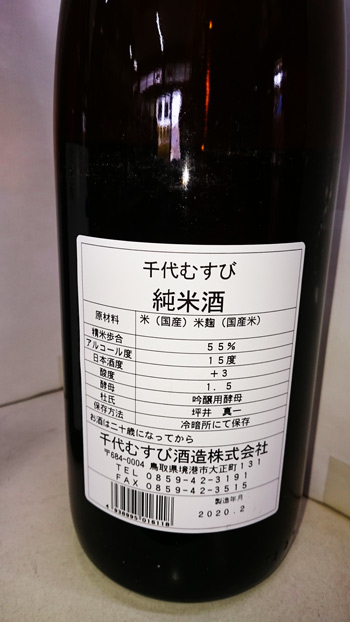 千代むすび
純米酒
原材料 米（国産）米麹（国産米）
精米歩合 55％
アルコール度 15度
日本酒度 ＋3
酸度 1．5
酵母 吟醸用酵母
杜氏 坪井 真一
保存方法 冷暗所にて保存
お酒は二十歳になってから
千代むすび酒造株式会社
〒684-0004 鳥取県境港市大正町131
TEL 0859-42-3191
FAX 0859-42-3515
製造年月
2020.2
4 938995 018118